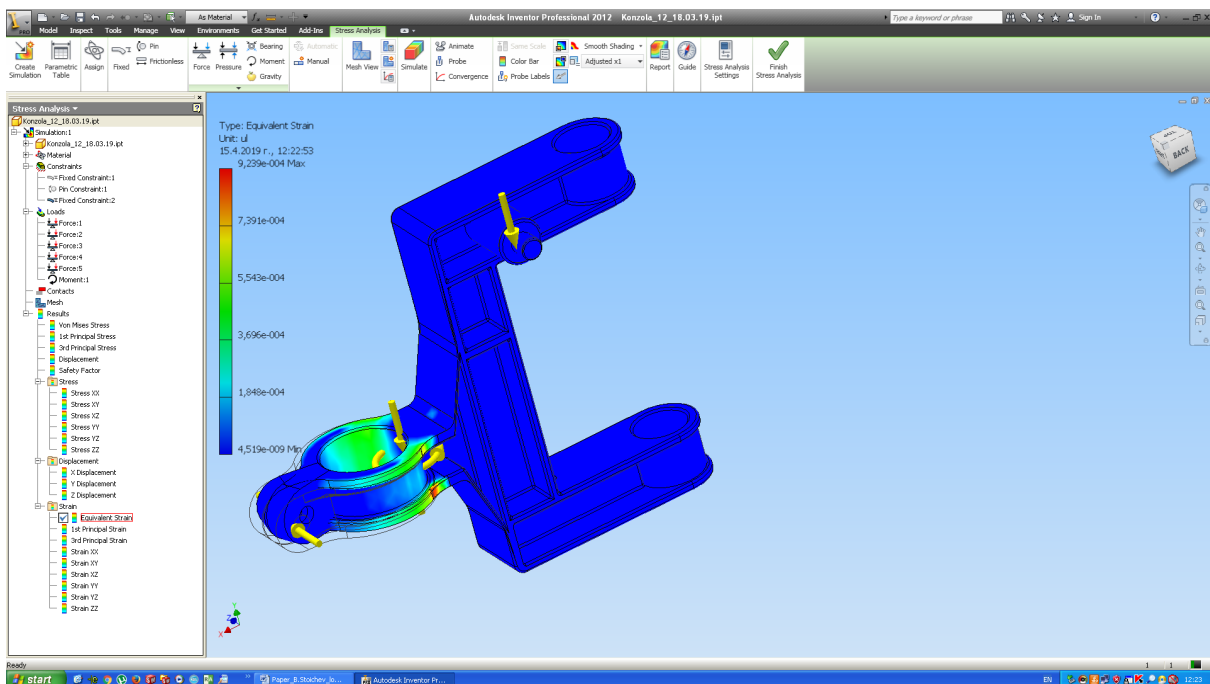 As Material
Autodesk Inventor Professional 2012 Konzola_12_18.03.19.ipt
Type a keyword or phrase
Sign In
PRO
Model Inspect Tools Manage View Environments Get Started Add-Ins Stress Analysis
Create Simulation
Parametric Table
Assign
Fixed
Pin
Frictionless
Force
Pressure
Bearing
Moment
Gravity
Automatic
Manual
Mesh View
Simulate
Animate
Probe
Convergence
Same Scale
Color Bar
Probe Labels
Smooth Shading
Adjusted x1
Report
Guide
Stress Analysis Settings
Finish Stress Analysis
Stress Analysis
Konzola_12_18.03.19.ipt
Simulation:1
Konzola_12_18.03.19.ipt
Material
Constraints
Fixed Constraint:1
Pin Constraint:1
Fixed Constraint:2
Loads
Force:1
Force:2
Force:3
Force:4
Force:5
Moment:1
Contacts
Mesh
Results
Von Mises Stress
1st Principal Stress
3rd Principal Stress
Displacement
Safety Factor
Stress
Stress XX
Stress XY
Stress XZ
Stress YY
Stress YZ
Stress ZZ
Displacement
X Displacement
Y Displacement
Z Displacement
Strain
Equivalent Strain
1st Principal Strain
3rd Principal Strain
Strain XX
Strain XY
Strain XZ
Strain YY
Strain YZ
Strain ZZ
Type: Equivalent Strain
Unit: ul
15.4.2019 г., 12:22:53
9,239e-004 Max
7,391e-004
5,543e-004
3,696e-004
1,848e-004
4,519e-009 Min
BACK
Y
Z
X
Ready
1 1
start
Paper_B.Stoichev_Jo...
Autodesk Inventor Pr...
EN
12:23